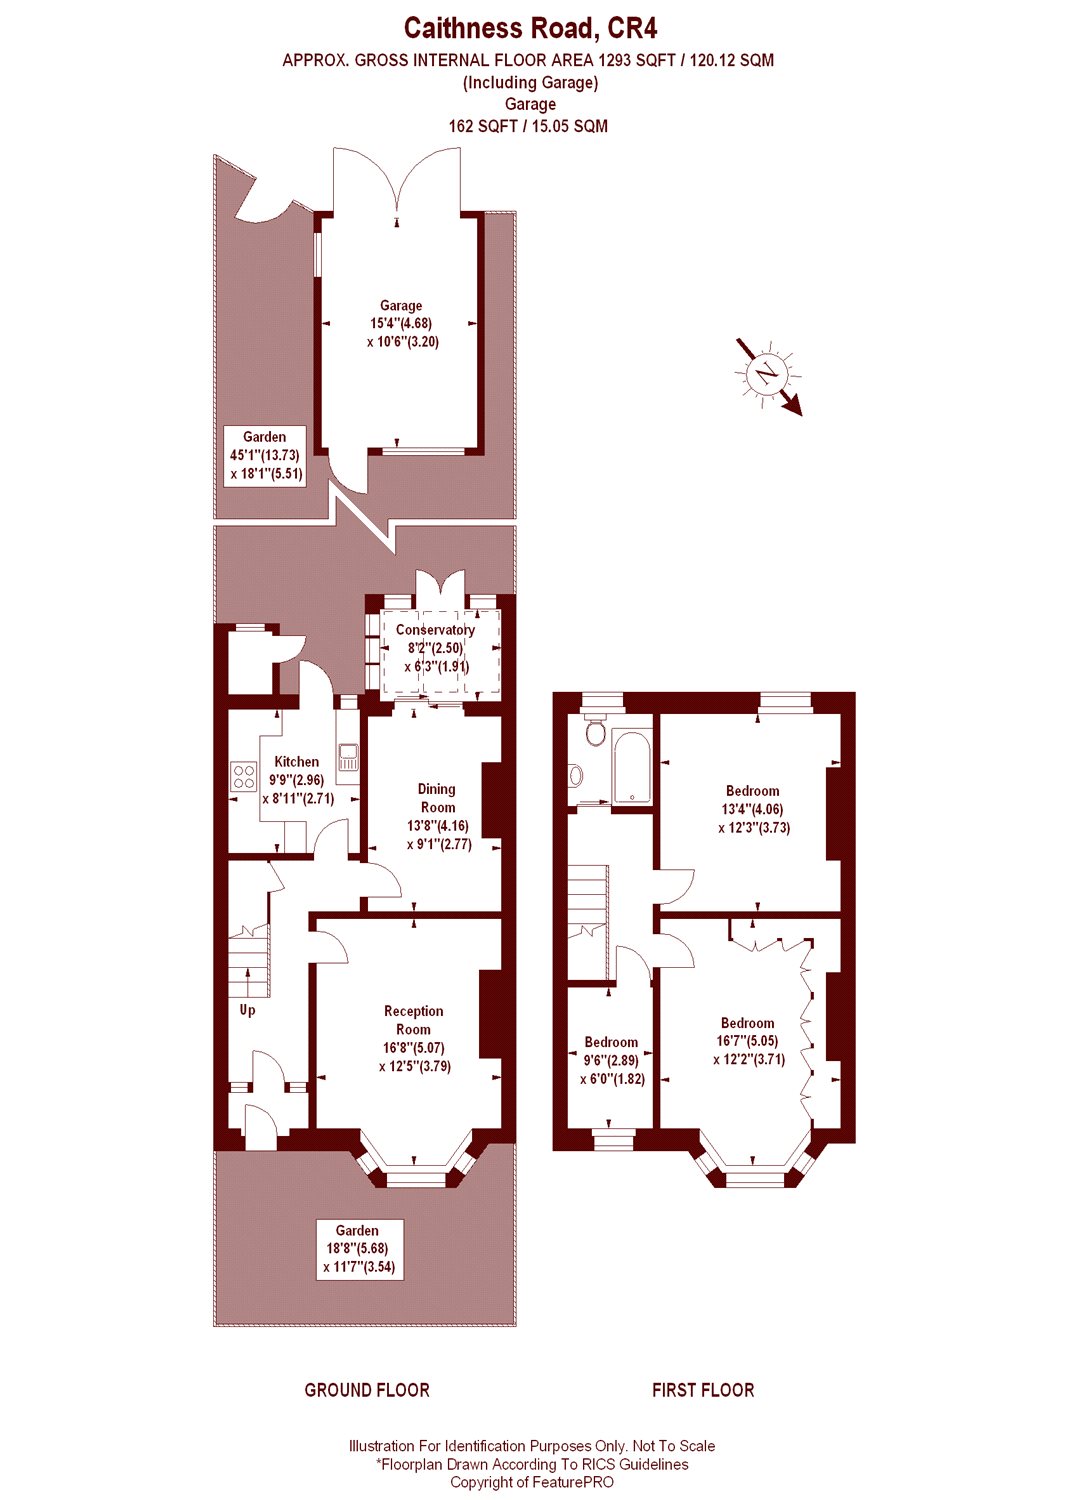 Caithness Road, CR4
APPROX. GROSS INTERNAL FLOOR AREA 1293 SQFT / 120.12 SQM
(Including Garage)
Garage
162 SQFT / 15.05 SQM
Garage
15'4"(4.68)
x 10'6"(3.20)
N
Garden
45'1"(13.73)
x 18'1"(5.51)
Conservatory
8'2"(2.50)
x 6'3"(1.91)
Kitchen
9'9"(2.96)
x 8'11"(2.71)
Dining
Room
13'8"(4.16)
x 9'1"(2.77)
Bedroom
13'4"(4.06)
x 12'3"(3.73)
Up
Reception
Room
16'8"(5.07)
x 12'5"(3.79)
Bedroom
9'6"(2.89)
x 6'0"(1.82)
Bedroom
16'7"(5.05)
x 12'2"(3.71)
Garden
18'8"(5.68)
x 11'7"(3.54)
GROUND FLOOR
FIRST FLOOR
Illustration For Identification Purposes Only. Not To Scale
*Floorplan Drawn According To RICS Guidelines
Copyright of FeaturePRO